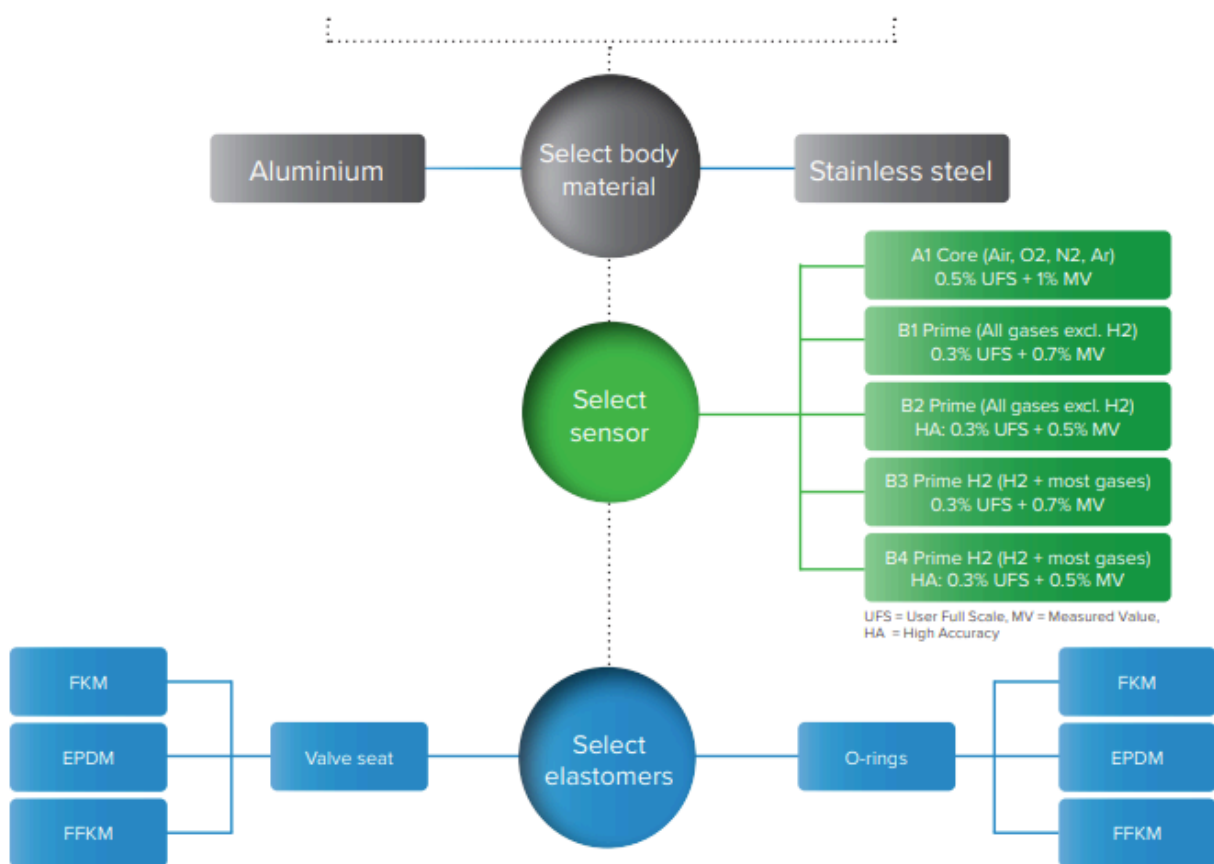 Select body
material
Aluminium
Stainless steel
A1 Core (Air, O2, N2, Ar)
0.5% UFS + 1% MV
B1 Prime (All gases excl. H2)
0.3% UFS + 0.7% MV
Select
sensor
B2 Prime (All gases excl. H2)
HA: 0.3% UFS + 0.5% MV
B3 Prime H2 (H2 + most gases)
0.3% UFS + 0.7% MV
B4 Prime H2 (H2 + most gases)
HA: 0.3% UFS + 0.5% MV
UFS = User Full Scale, MV = Measured Value,
HA = High Accuracy
FKM
EPDM
FFKM
Valve seat
Select
elastomers
O-rings
FKM
EPDM
FFKM